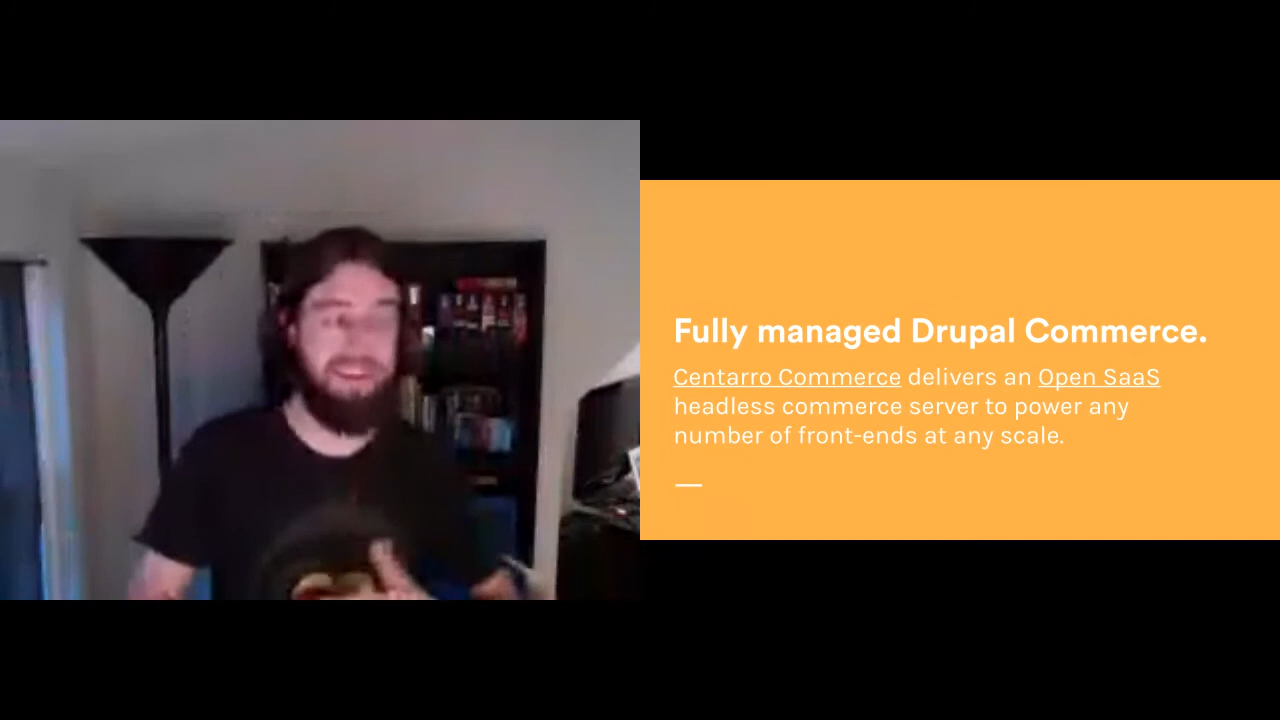 Fully managed Drupal Commerce.
Centarro Commerce delivers an Open SaaS
headless commerce server to power any
number of front-ends at any scale.